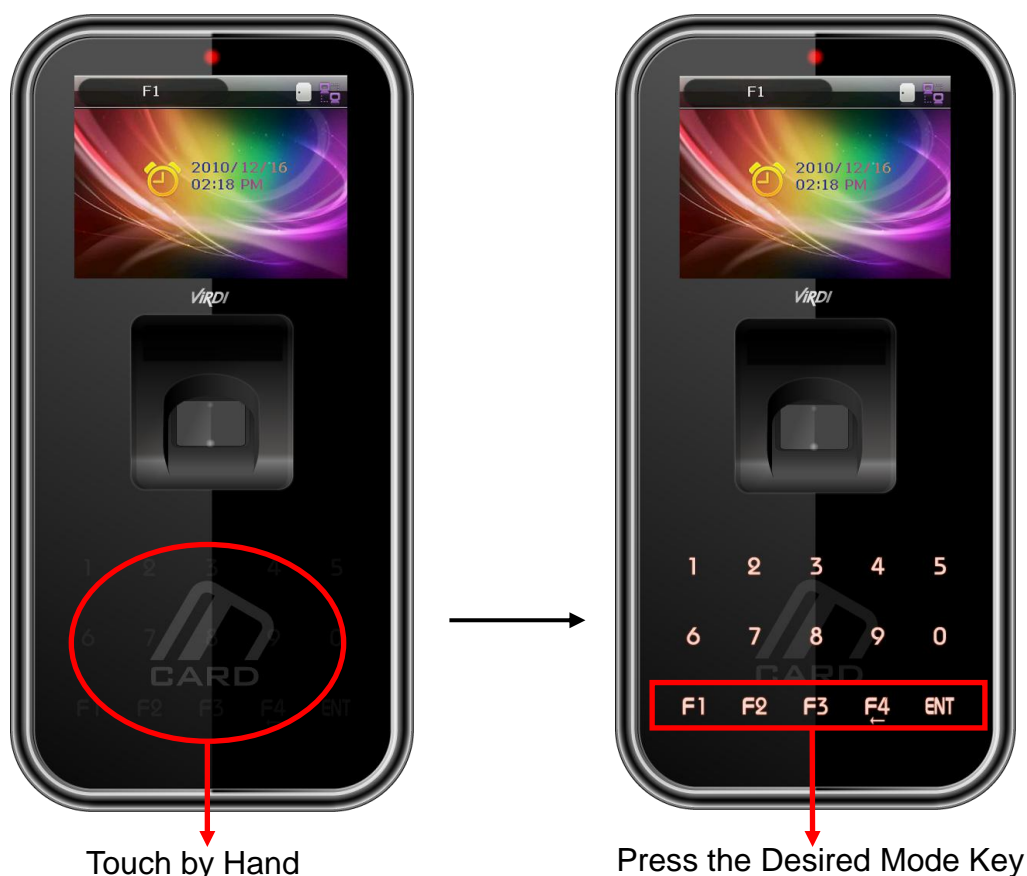 F1
2010/12/16
02:18 PM
ViRDI
1 2 3 4 5
6 7 8 9 0
CARD
F1 F2 F3 F4 ENT
Touch by Hand
F1
2010/12/16
02:18 PM
ViRDI
1 2 3 4 5
6 7 8 9 0
CARD
F1 F2 F3 F4 ENT
←
Press the Desired Mode Key